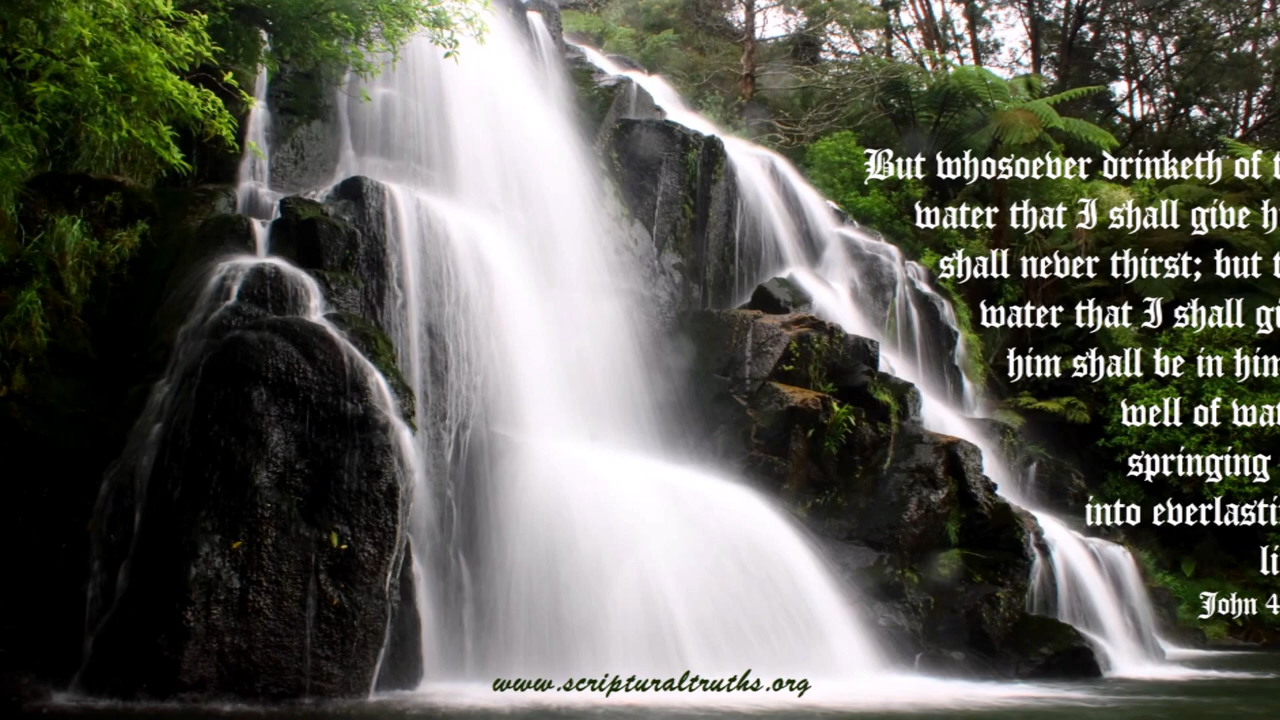 But whosoever drinketh of t
water that I shall give h
shall never thirst; but t
water that I shall gi
him shall be in him
well of wat
springing
into everlasti
li
John 4
www.scripturaltruths.org